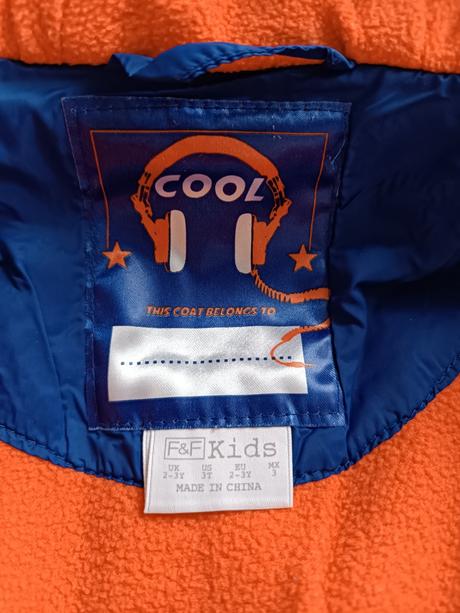 COOL
THIS COAT BELONGS TO
F&F Kids
UK US EU MX
2-3Y 3T 2-3Y 3
MADE IN CHINA